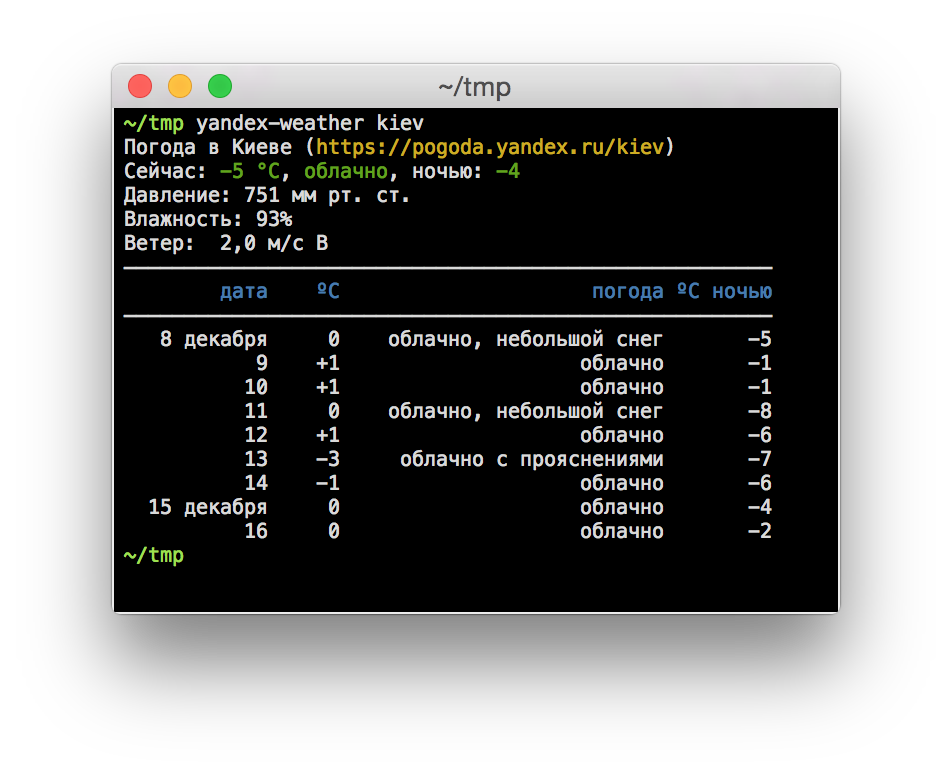 ~/tmp
~/tmp yandex-weather kiev
Погода в Киеве (https://pogoda.yandex.ru/kiev)
Сейчас: -5 °C, облачно, ночью: -4
Давление: 751 мм рт. ст.
Влажность: 93%
Ветер:  2,0 м/с В
дата ºC погода ºC ночью
8 декабря 0 облачно, небольшой снег -5
9 +1 облачно -1
10 +1 облачно -1
11 0 облачно, небольшой снег -8
12 +1 облачно -6
13 -3 облачно с прояснениями -7
14 -1 облачно -6
15 декабря 0 облачно -4
16 0 облачно -2
~/tmp